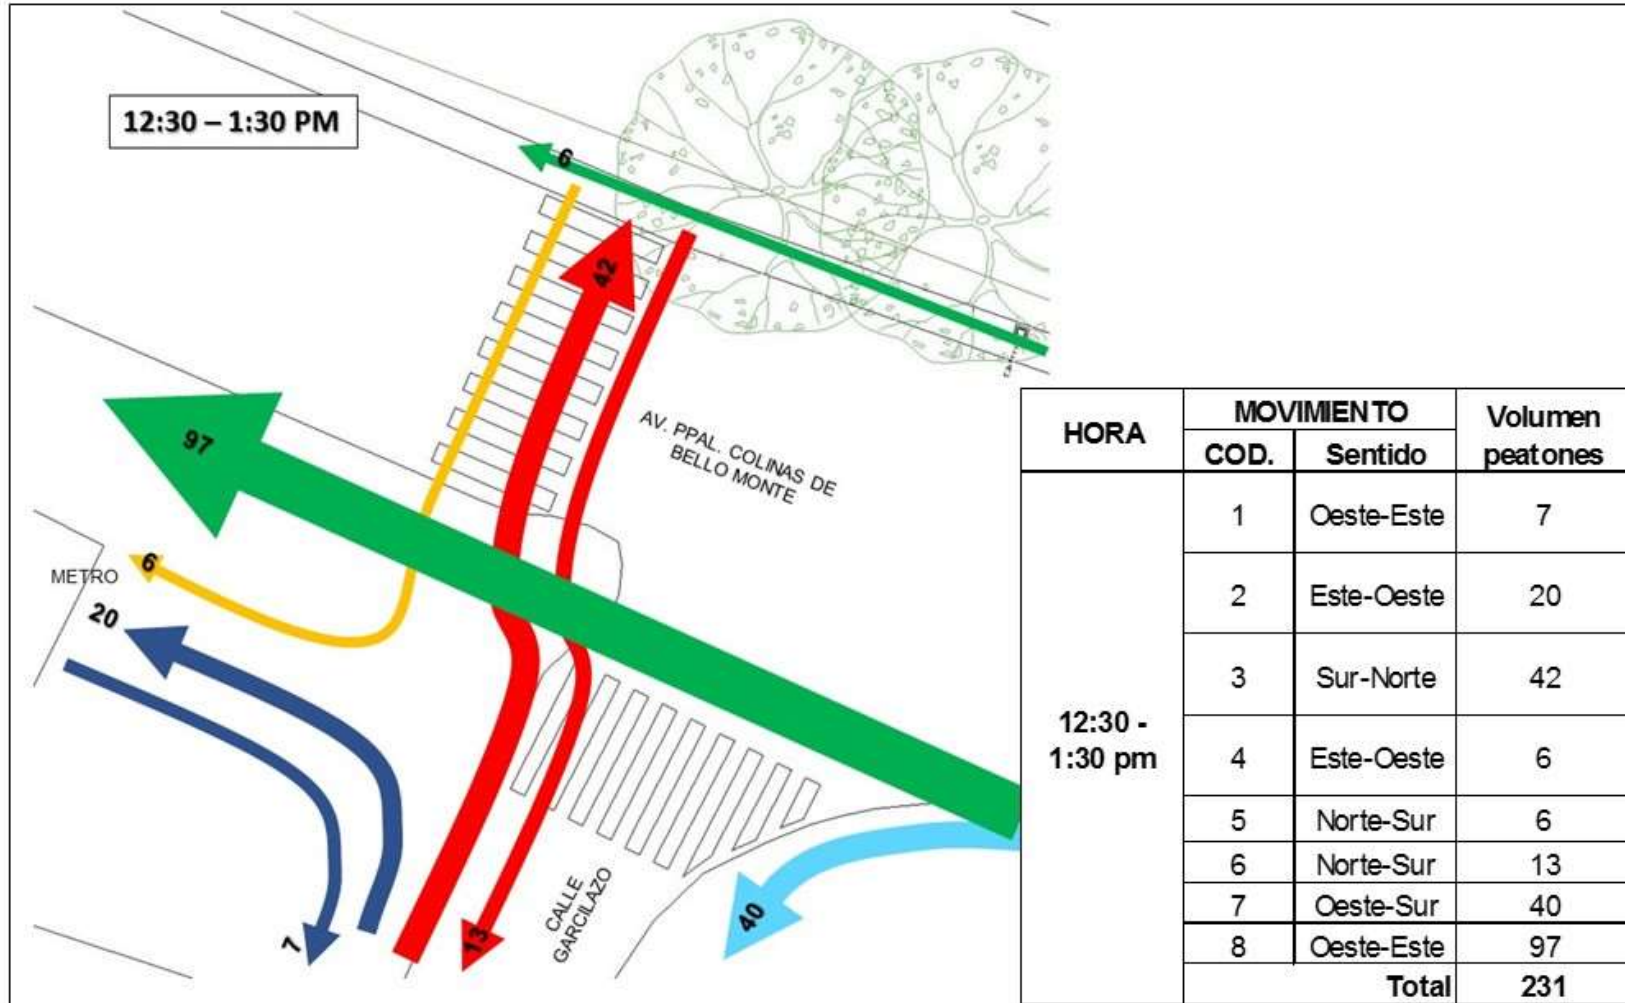 12:30 – 1:30 PM
6
42
AV. PPAL. COLINAS DE
BELLO MONTE
97
METRO
6
20
7
13
CALLE
GARCILAZO
40
HORA MOVIMIENTO Volumen peatones
COD. Sentido
12:30 - 1:30 pm
1 Oeste-Este 7
2 Este-Oeste 20
3 Sur-Norte 42
4 Este-Oeste 6
5 Norte-Sur 6
6 Norte-Sur 13
7 Oeste-Sur 40
8 Oeste-Este 97
Total 231